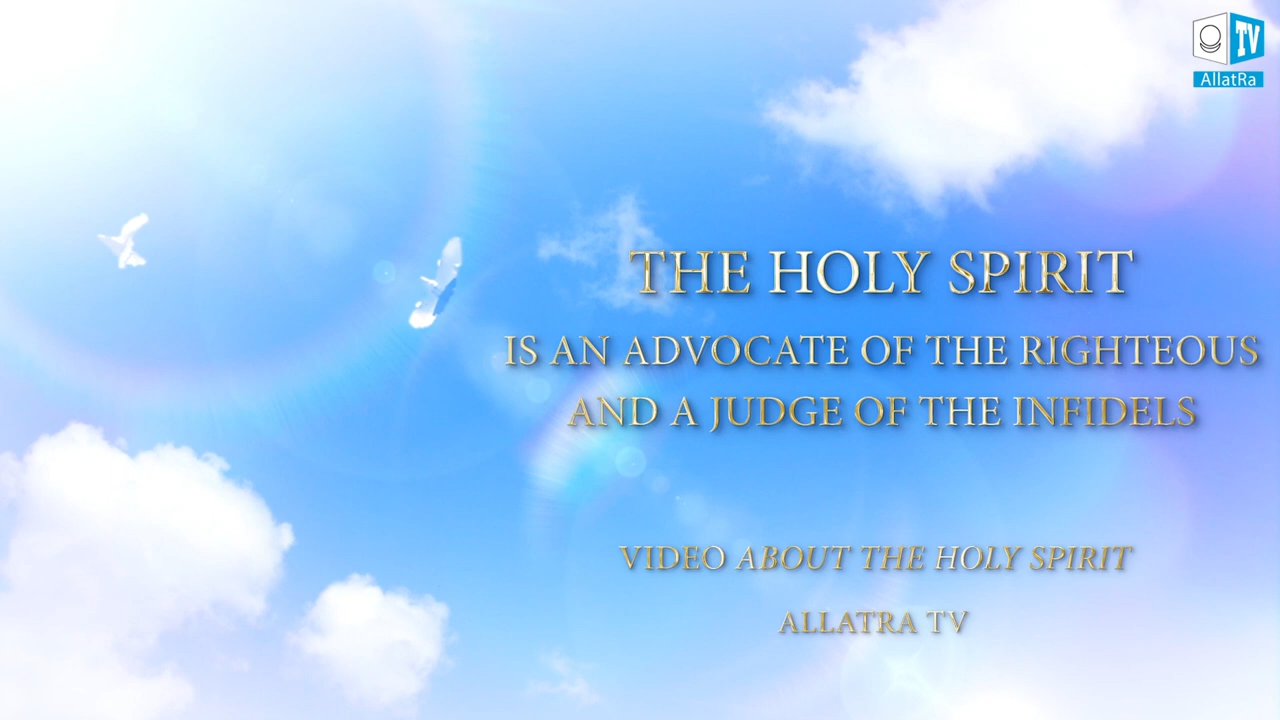 TV
AllatRa
THE HOLY SPIRIT
IS AN ADVOCATE OF THE RIGHTEOUS
AND A JUDGE OF THE INFIDELS
VIDEO ABOUT THE HOLY SPIRIT
ALLATRA TV